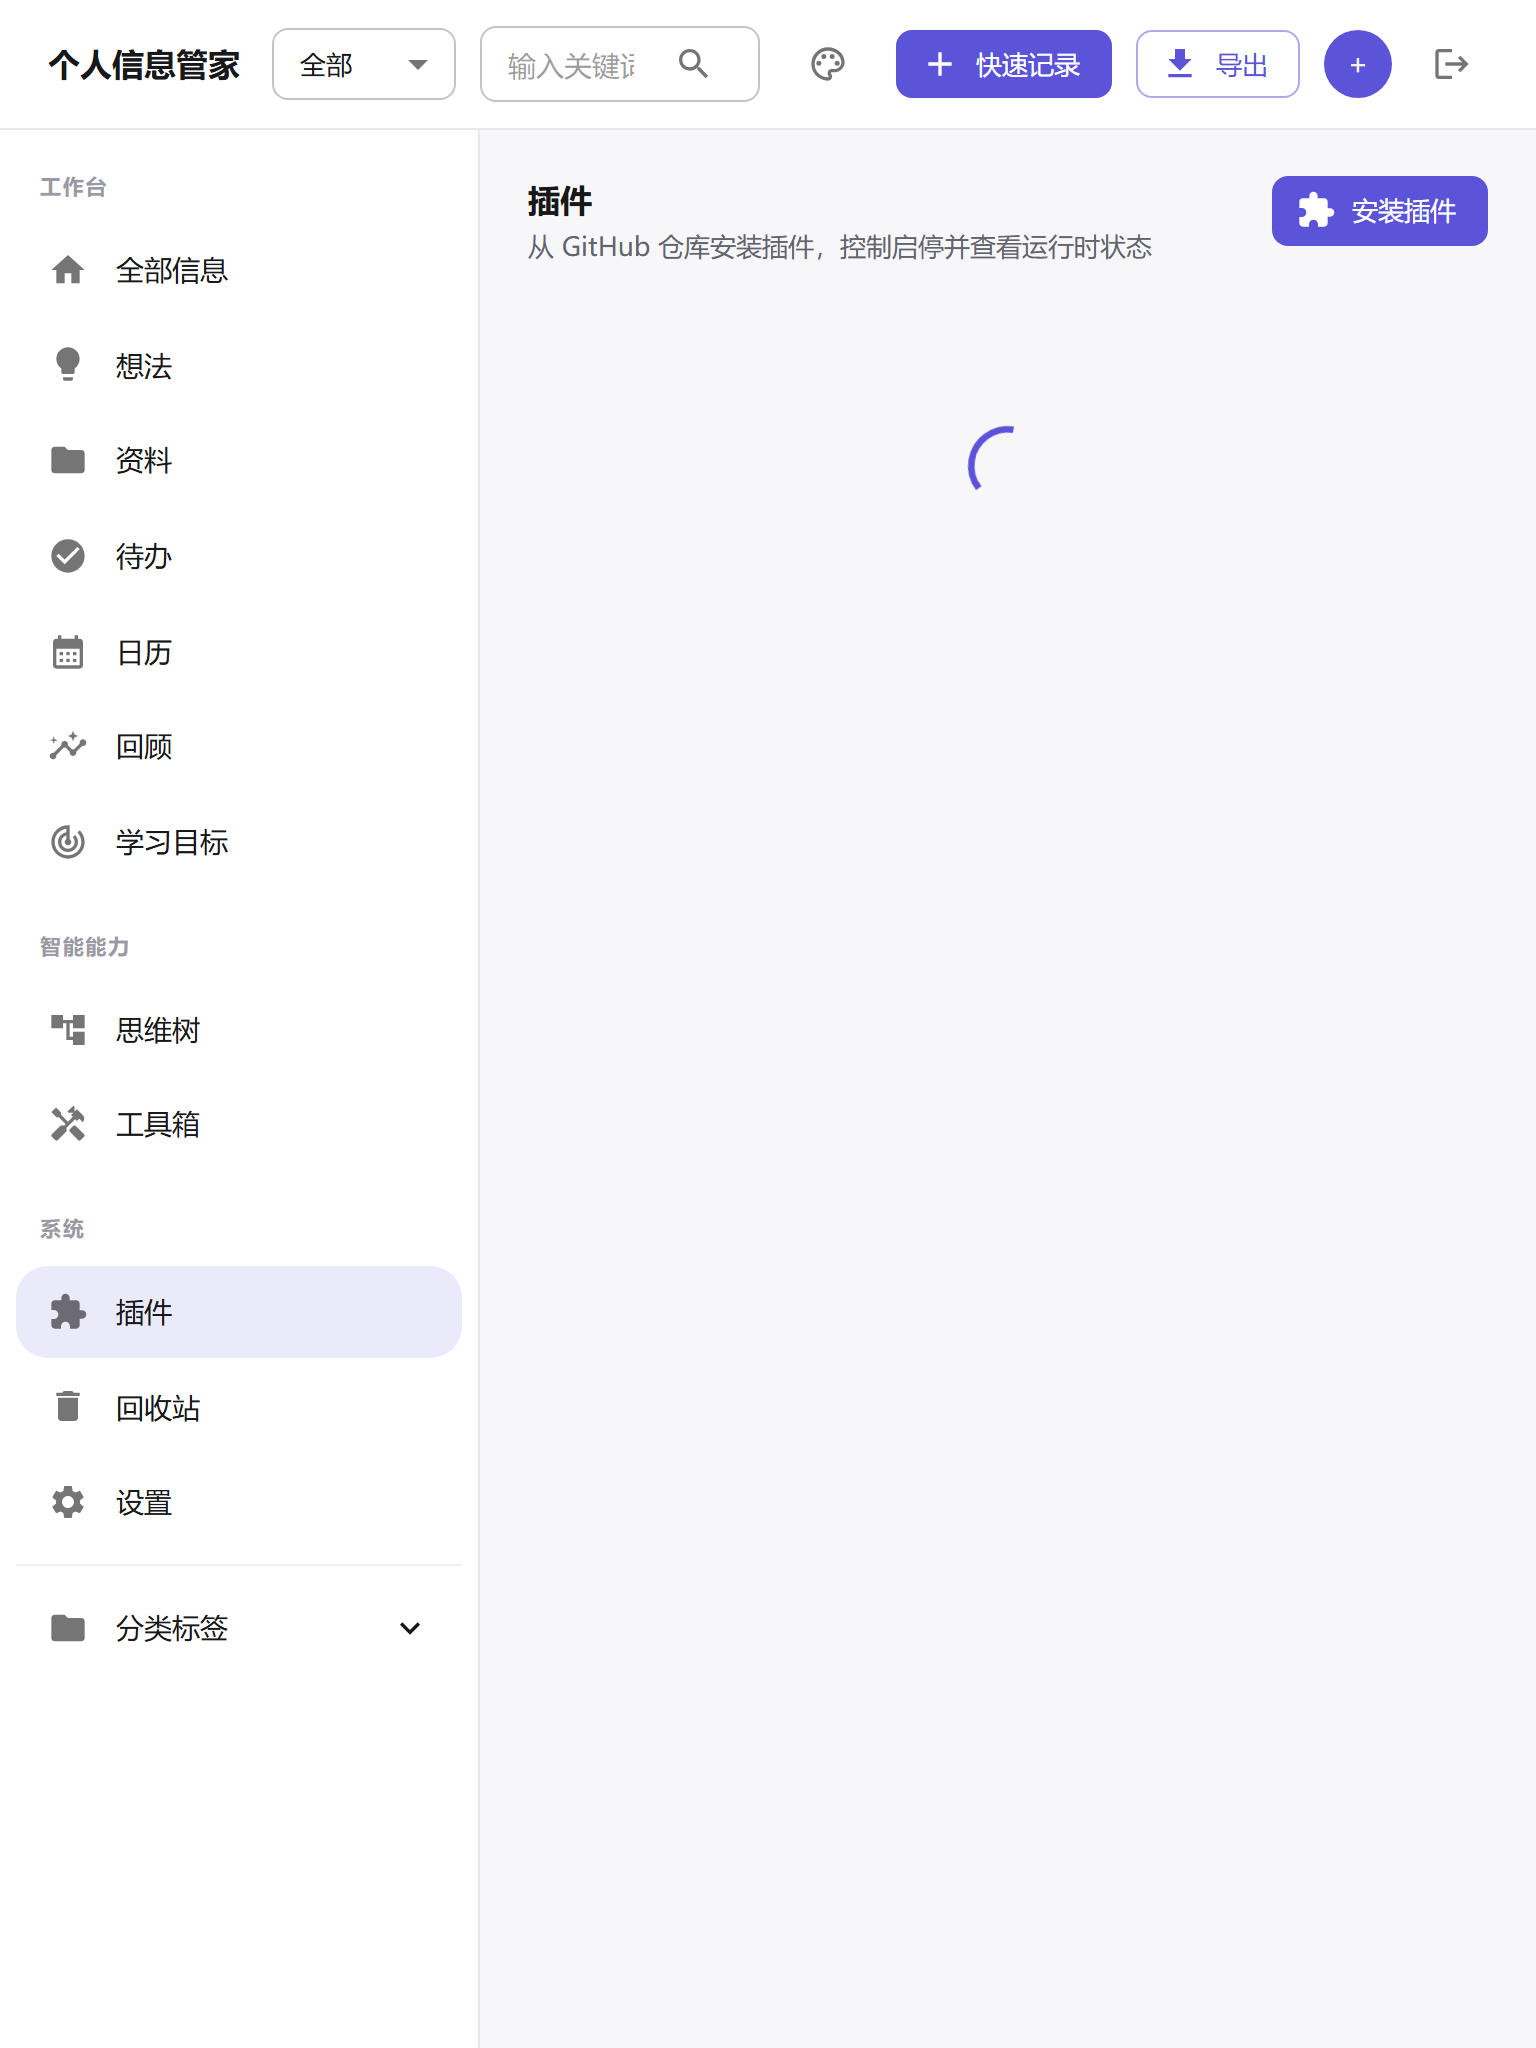 个人信息管家
全部
输入关键
快速记录
导出
+
工作台
全部信息
想法
资料
待办
日历
回顾
学习目标
智能能力
思维树
工具箱
系统
插件
回收站
设置
分类标签
插件
从 GitHub 仓库安装插件，控制启停并查看运行时状态
安装插件